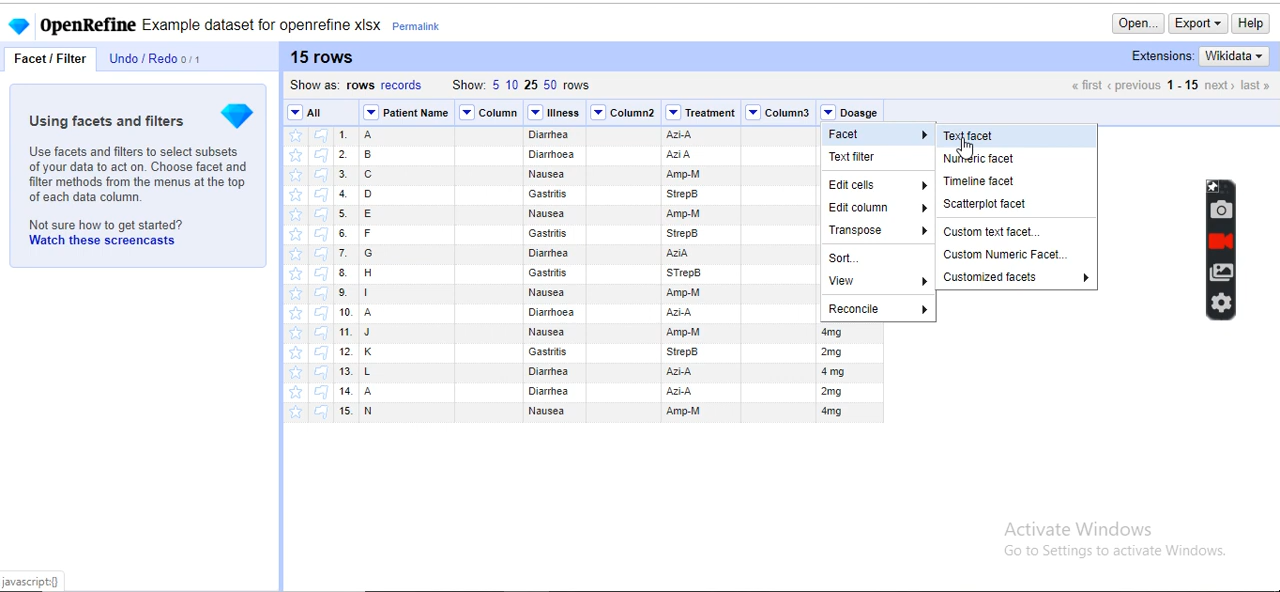 OpenRefine Example dataset for openrefine xlsx Permalink Open... Export Help
Facet / Filter Undo / Redo 0 / 1 15 rows Extensions: Wikidata
Show as: rows records Show: 5 10 25 50 rows « first ‹ previous 1 - 15 next › last »
Using facets and filters
Use facets and filters to select subsets
of your data to act on. Choose facet and
filter methods from the menus at the top
of each data column.
Not sure how to get started?
Watch these screencasts
All Patient Name Column Illness Column2 Treatment Column3 Doasge
1. A Diarrhea Azi-A
2. B Diarrhoea Azi A
3. C Nausea Amp-M
4. D Gastritis StrepB
5. E Nausea Amp-M
6. F Gastritis StrepB
7. G Diarrhea AziA
8. H Gastritis STrepB
9. I Nausea Amp-M
10. A Diarrhoea Azi-A
11. J Nausea Amp-M 4mg
12. K Gastritis StrepB 2mg
13. L Diarrhea Azi-A 4 mg
14. A Diarrhea Azi-A 2mg
15. N Nausea Amp-M 4mg
Facet
Text filter
Edit cells
Edit column
Transpose
Sort...
View
Reconcile
Text facet
Numeric facet
Timeline facet
Scatterplot facet
Custom text facet...
Custom Numeric Facet...
Customized facets
Activate Windows
Go to Settings to activate Windows.
javascript:{}